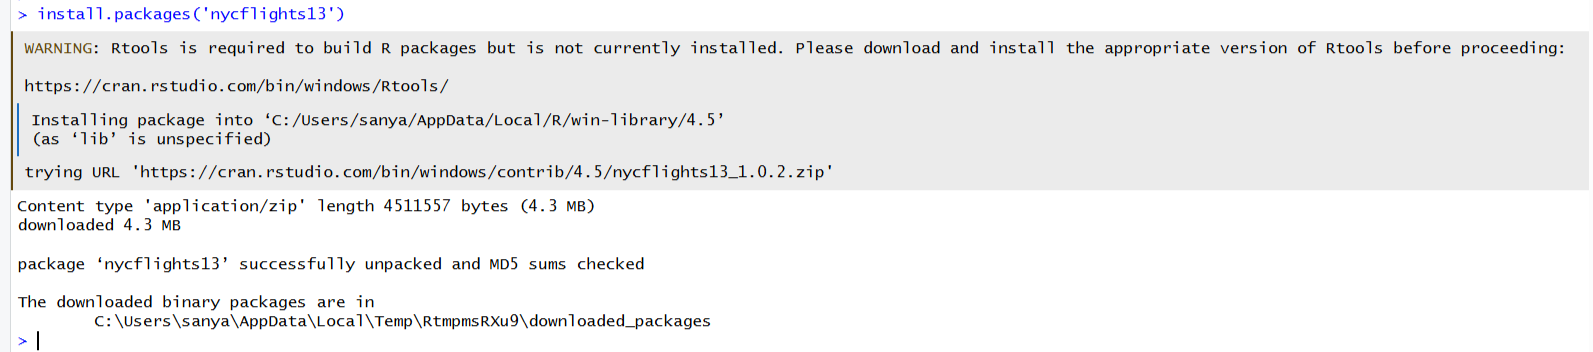 > install.packages('nycflights13')
WARNING: Rtools is required to build R packages but is not currently installed. Please download and install the appropriate version of Rtools before proceeding:
https://cran.rstudio.com/bin/windows/Rtools/
Installing package into ‘C:/Users/sanya/AppData/Local/R/win-library/4.5’
(as ‘lib’ is unspecified)
trying URL 'https://cran.rstudio.com/bin/windows/contrib/4.5/nycflights13_1.0.2.zip'
Content type 'application/zip' length 4511557 bytes (4.3 MB)
downloaded 4.3 MB
package ‘nycflights13’ successfully unpacked and MD5 sums checked
The downloaded binary packages are in
C:\Users\sanya\AppData\Local\Temp\RtmpmsRXu9\downloaded_packages
>